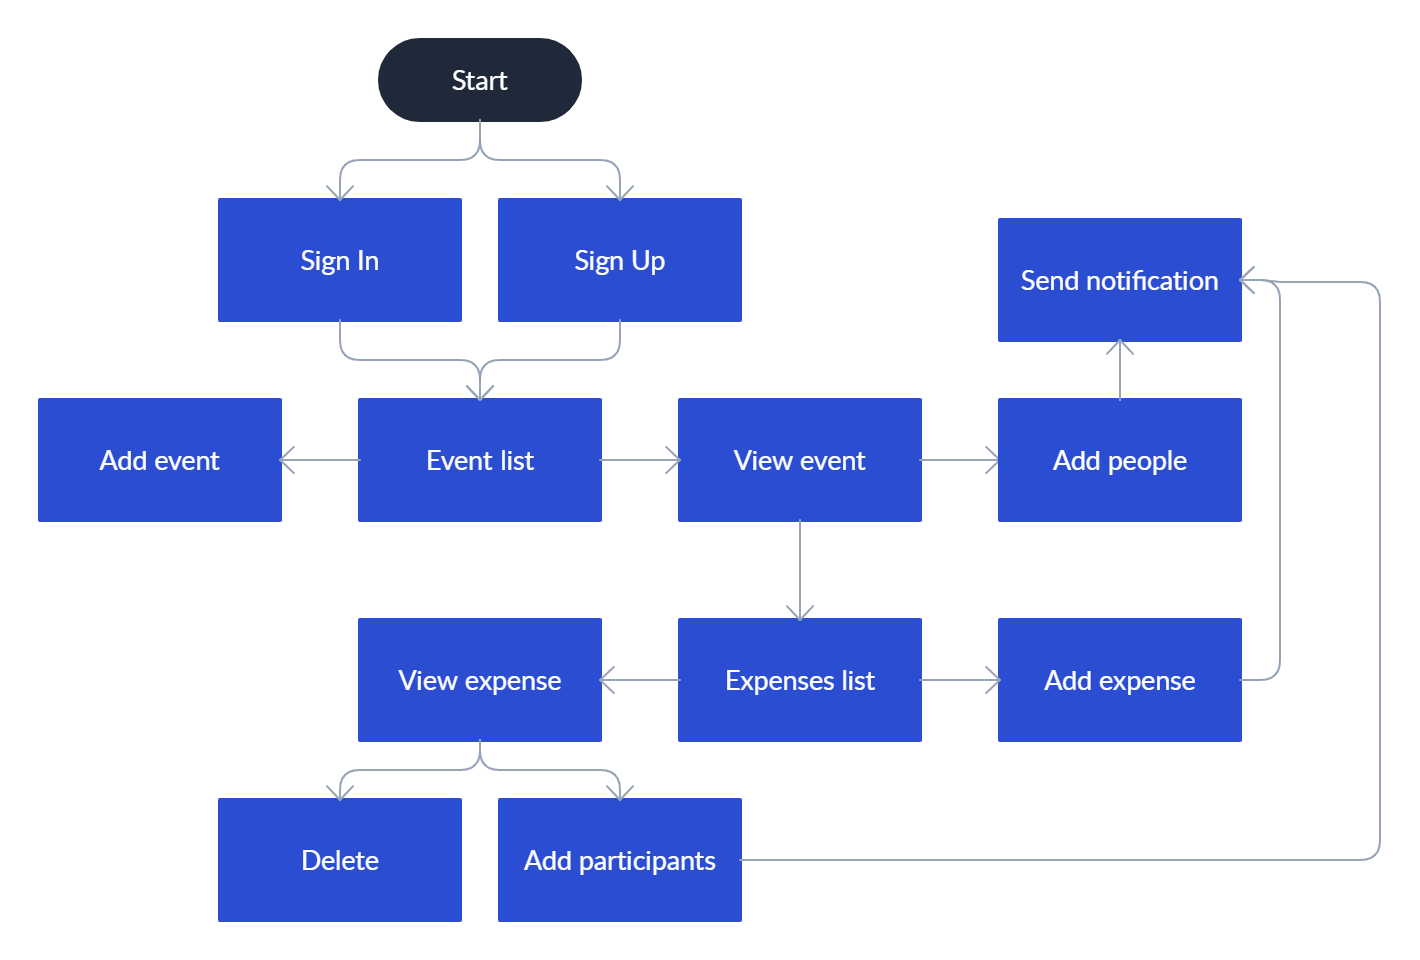 Start
Sign In
Sign Up
Send notification
Add event
Event list
View event
Add people
View expense
Expenses list
Add expense
Delete
Add participants